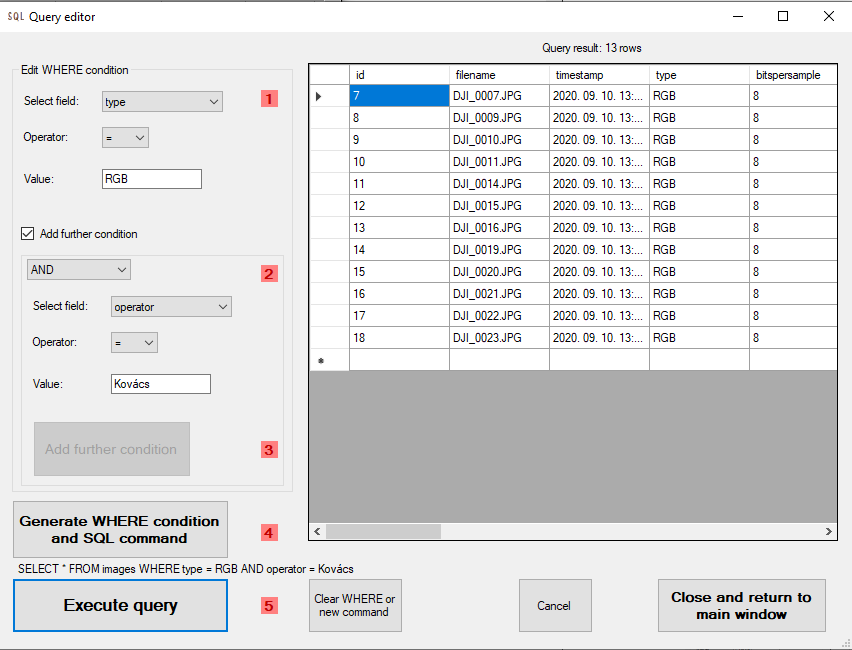 SQL Query editor
Query result: 13 rows
Edit WHERE condition
Select field: type 1
Operator: =
Value: RGB
Add further condition
AND 2
Select field: operator
Operator: =
Value: Kovács
Add further condition 3
Generate WHERE condition
and SQL command 4
SELECT * FROM images WHERE type = RGB AND operator = Kovács
Execute query 5
id filename timestamp type bitspersample
7 DJI_0007.JPG 2020. 09. 10. 13:... RGB 8
8 DJI_0009.JPG 2020. 09. 10. 13:... RGB 8
9 DJI_0010.JPG 2020. 09. 10. 13:... RGB 8
10 DJI_0011.JPG 2020. 09. 10. 13:... RGB 8
11 DJI_0014.JPG 2020. 09. 10. 13:... RGB 8
12 DJI_0015.JPG 2020. 09. 10. 13:... RGB 8
13 DJI_0016.JPG 2020. 09. 10. 13:... RGB 8
14 DJI_0019.JPG 2020. 09. 10. 13:... RGB 8
15 DJI_0020.JPG 2020. 09. 10. 13:... RGB 8
16 DJI_0021.JPG 2020. 09. 10. 13:... RGB 8
17 DJI_0022.JPG 2020. 09. 10. 13:... RGB 8
18 DJI_0023.JPG 2020. 09. 10. 13:... RGB 8
*
Clear WHERE or
new command
Cancel
Close and return to
main window